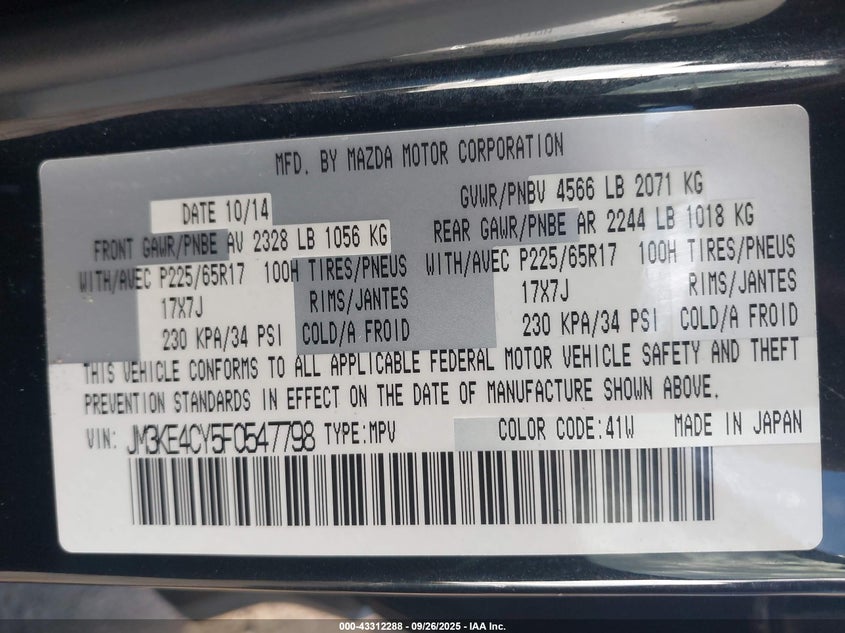 MFD. BY MAZDA MOTOR CORPORATION
DATE 10/14 GVWR/PNBV 4566 LB 2071 KG
FRONT GAWR/PNBE AV 2328 LB 1056 KG REAR GAWR/PNBE AR 2244 LB 1018 KG
WITH/AVEC P225/65R17 100H TIRES/PNEUS WITH/AVEC P225/65R17 100H TIRES/PNEUS
17X7J RIMS/JANTES 17X7J RIMS/JANTES
230 KPA/34 PSI COLD/A FROID 230 KPA/34 PSI COLD/A FROID
THIS VEHICLE CONFORMS TO ALL APPLICABLE FEDERAL MOTOR VEHICLE SAFETY AND THEFT
PREVENTION STANDARDS IN EFFECT ON THE DATE OF MANUFACTURE SHOWN ABOVE.
VIN: JM3KE4CY5F0547798 TYPE:MPV COLOR CODE:41W MADE IN JAPAN
000-43312288 - 09/26/2025 - IAA Inc.